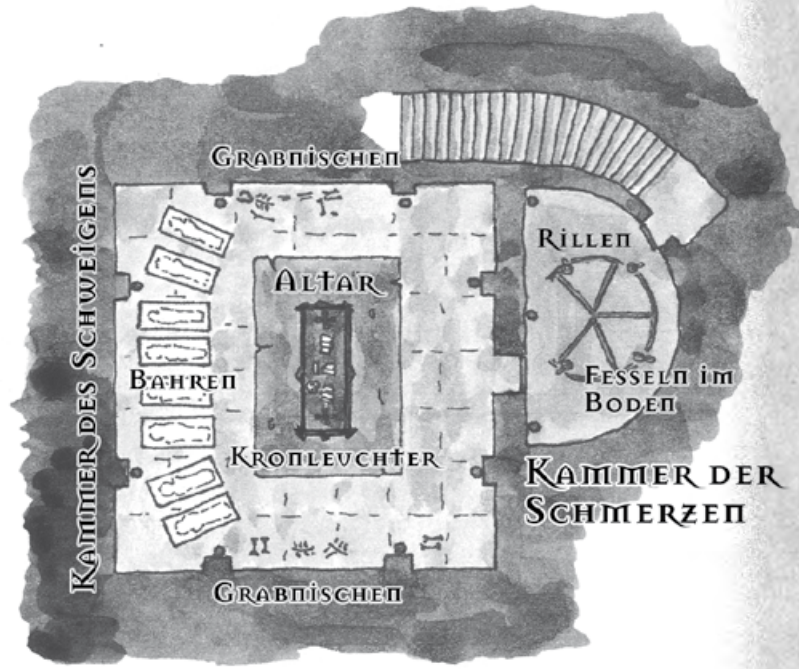 Grabnischen
Kammer des Schweigens
Rillen
Altar
Bahren
Fesseln im
Boden
Kronleuchter
Kammer der
Schmerzen
Grabnischen